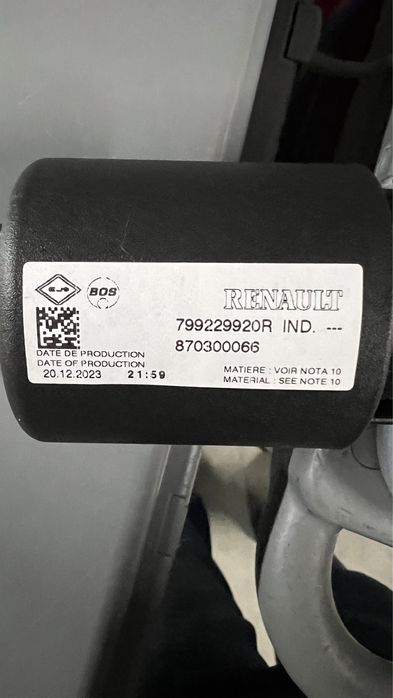 BOS
RENAULT
799229920R IND. ---
870300066
DATE DE PRODUCTION
DATE OF PRODUCTION
20.12.2023 21:59
MATIERE : VOIR NOTA 10
MATERIAL : SEE NOTE 10